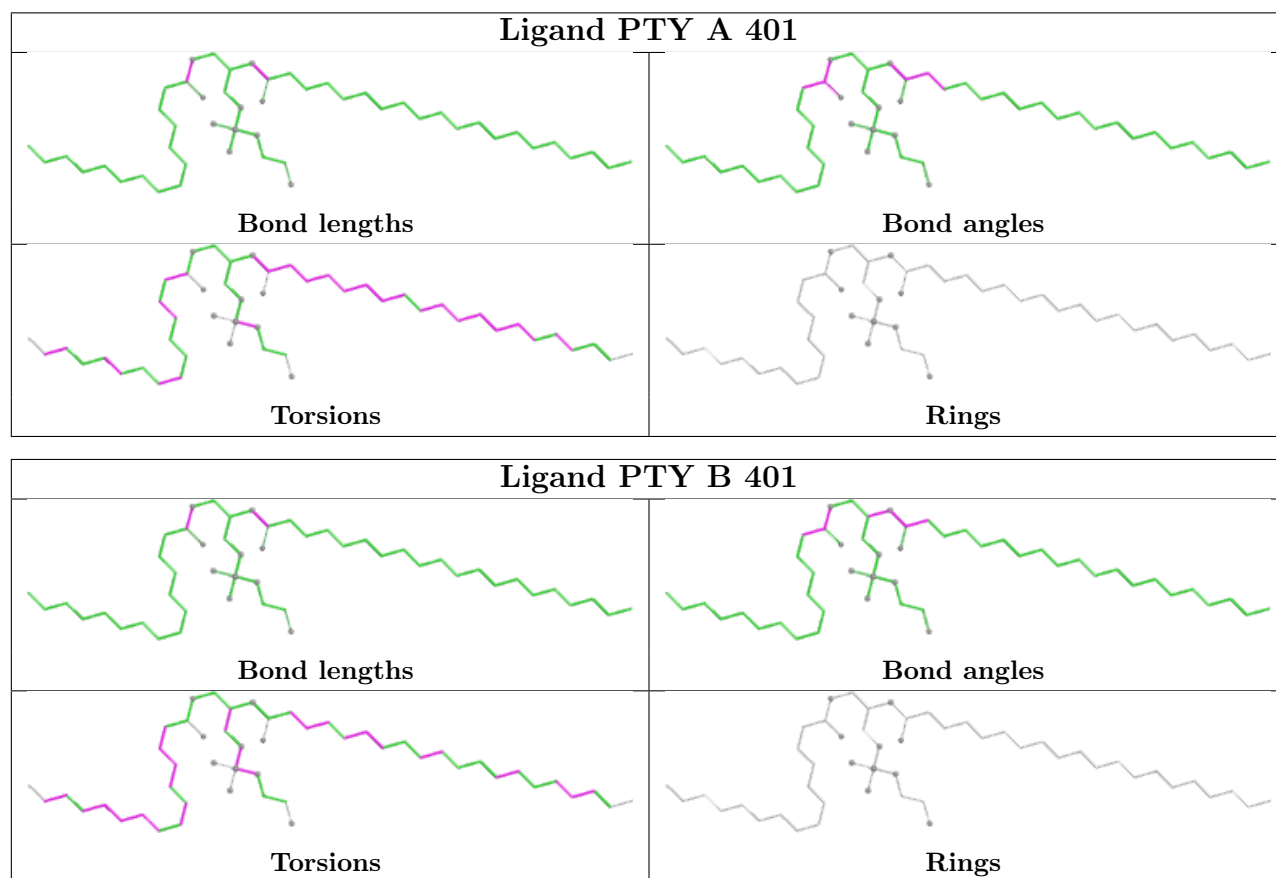 Ligand PTY A 401
Bond lengths
Bond angles
Torsions
Rings
Ligand PTY B 401
Bond lengths
Bond angles
Torsions
Rings